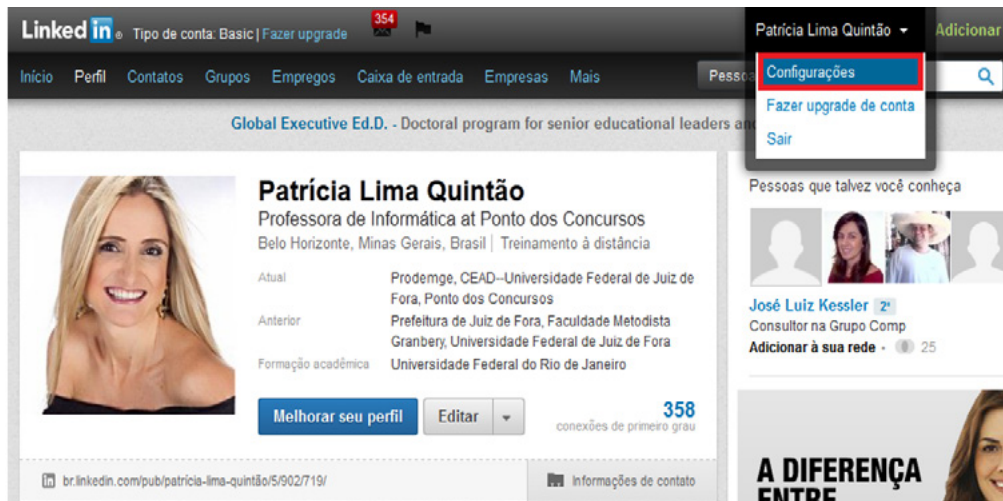 Linked in ® Tipo de conta: Basic | Fazer upgrade 354 Patrícia Lima Quintão Adicionar
Início Perfil Contatos Grupos Empregos Caixa de entrada Empresas Mais
Configurações
Fazer upgrade de conta
Sair
Global Executive Ed.D. - Doctoral program for senior educational leaders
Patrícia Lima Quintão
Professora de Informática at Ponto dos Concursos
Belo Horizonte, Minas Gerais, Brasil | Treinamento à distância
Atual Prodemge, CEAD--Universidade Federal de Juiz de
Fora, Ponto dos Concursos
Anterior Prefeitura de Juiz de Fora, Faculdade Metodista
Granbery, Universidade Federal de Juiz de Fora
Formação acadêmica Universidade Federal do Rio de Janeiro
Melhorar seu perfil Editar
358
conexões de primeiro grau
br.linkedin.com/pub/patrícia-lima-quintão/5/902/719/ Informações de contato
Pessoas que talvez você conheça
José Luiz Kessler 2º
Consultor na Grupo Comp
Adicionar à sua rede • 25
A DIFERENÇA
ENTRE